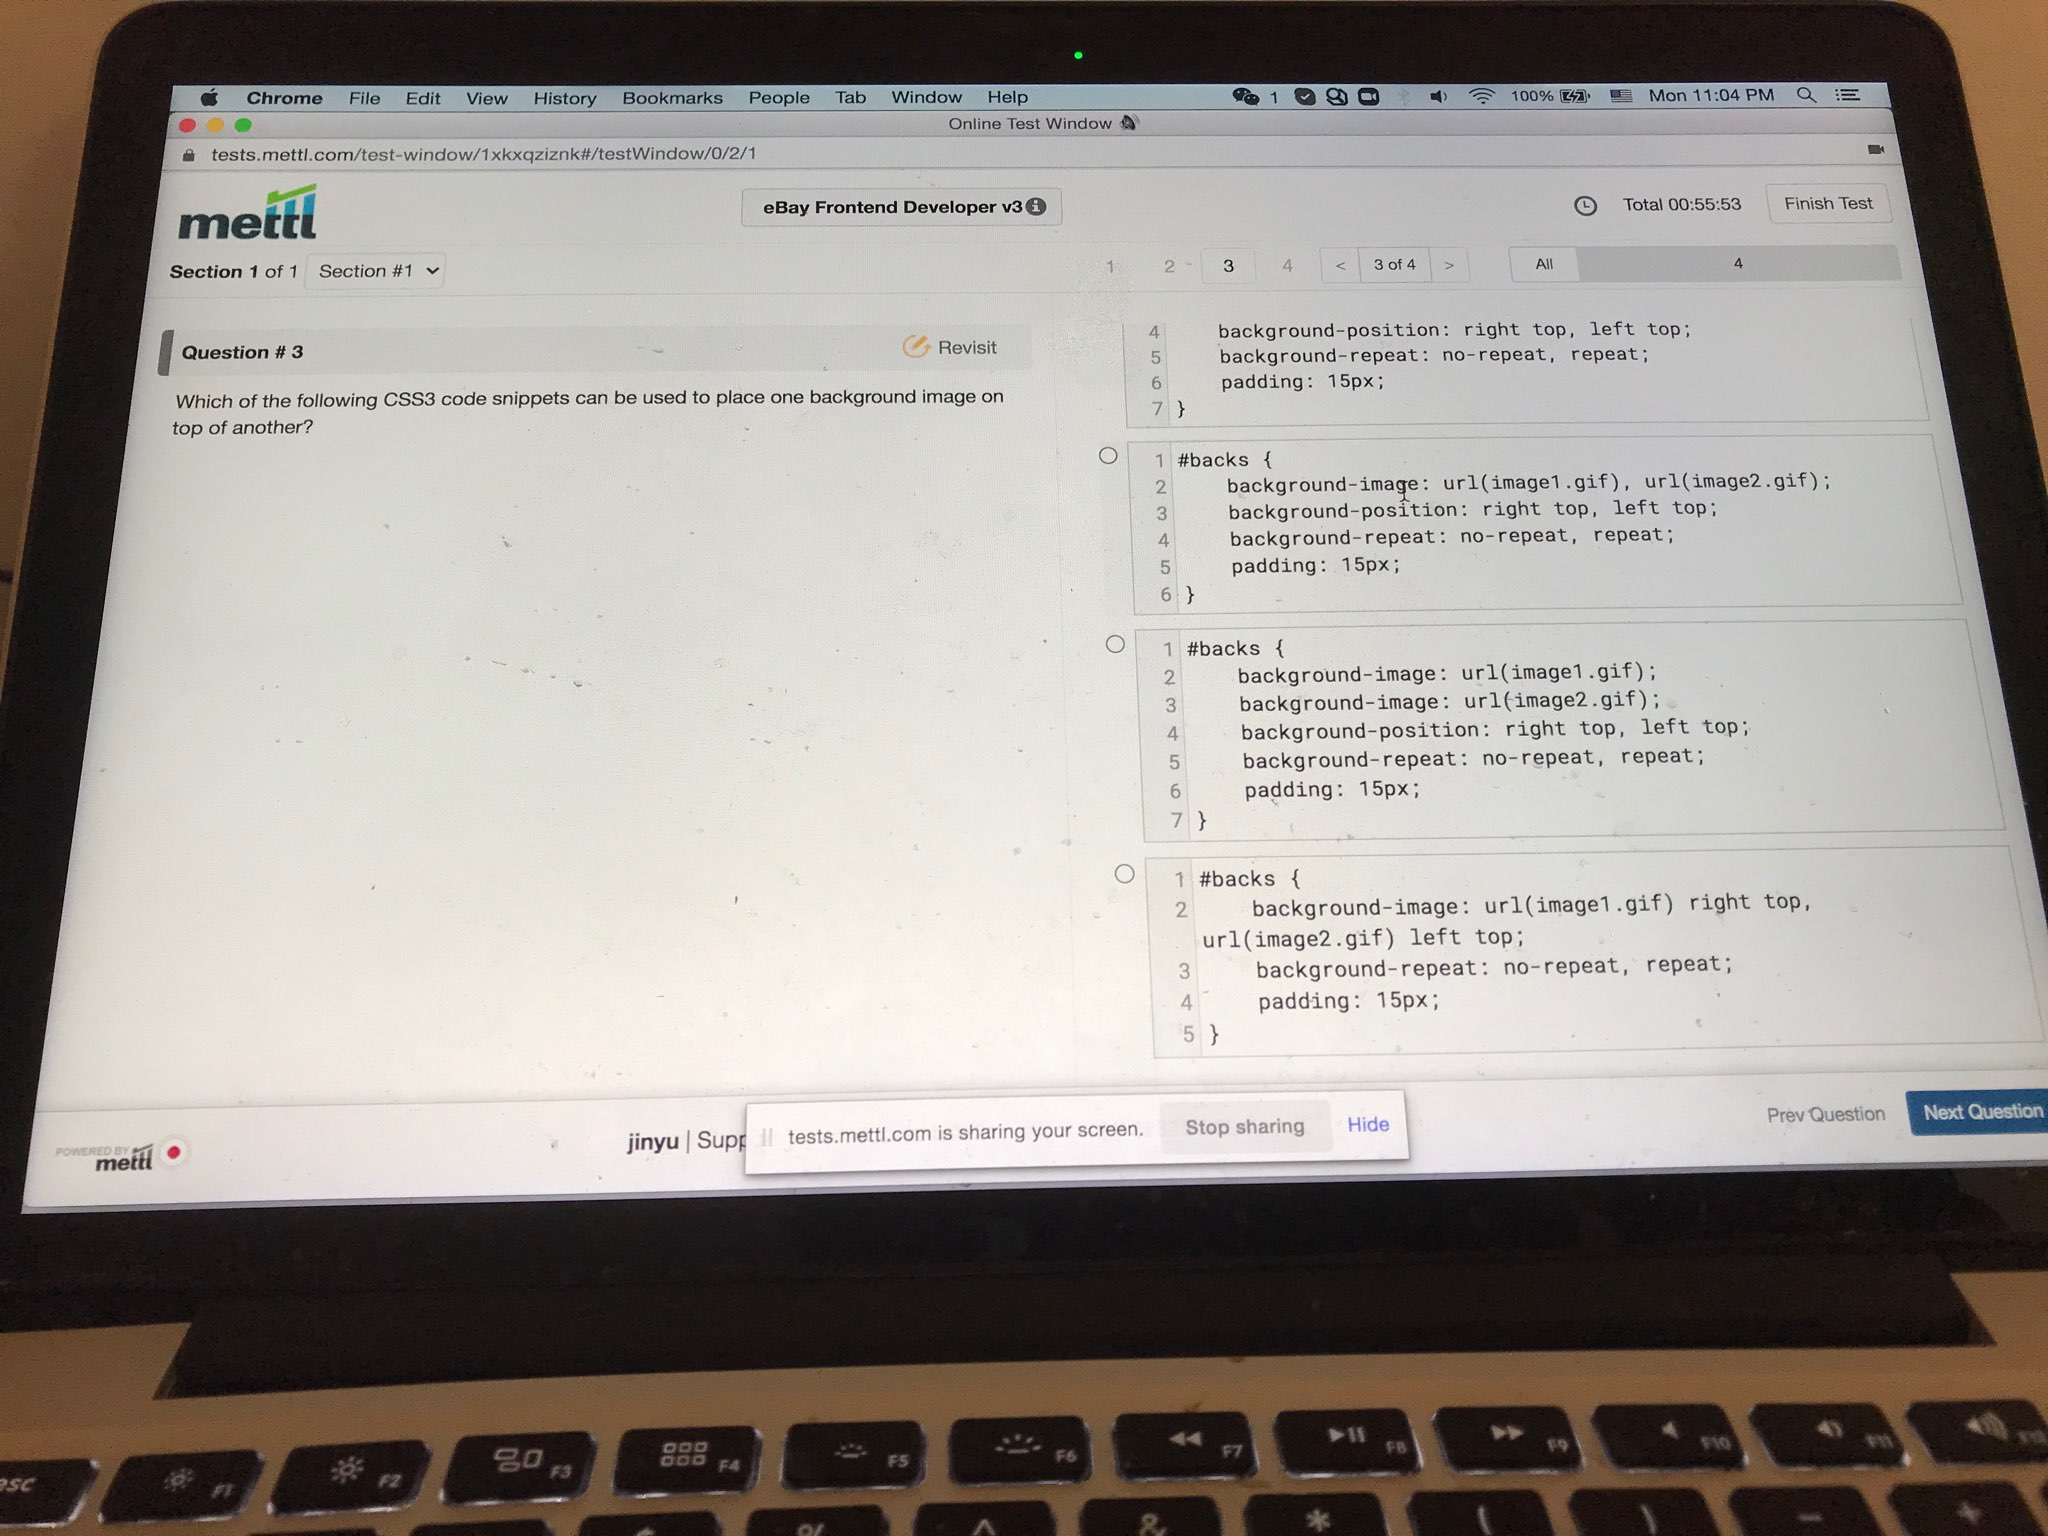 Chrome File Edit View History Bookmarks People Tab Window Help 1 100% Mon 11:04 PM
Online Test Window
tests.mettl.com/test-window/1xkxqziznk#/testWindow/0/2/1
mettl
eBay Frontend Developer v3
Total 00:55:53
Finish Test
Section 1 of 1 Section #1
1 2 3 4 < 3 of 4 > All 4
Question # 3
Revisit
Which of the following CSS3 code snippets can be used to place one background image on
top of another?
4 background-position: right top, left top;
5 background-repeat: no-repeat, repeat;
6 padding: 15px;
7 }
1 #backs {
2 background-image: url(image1.gif), url(image2.gif);
3 background-position: right top, left top;
4 background-repeat: no-repeat, repeat;
5 padding: 15px;
6 }
1 #backs {
2 background-image: url(image1.gif);
3 background-image: url(image2.gif);
4 background-position: right top, left top;
5 background-repeat: no-repeat, repeat;
6 padding: 15px;
7 }
1 #backs {
2 background-image: url(image1.gif) right top,
url(image2.gif) left top;
3 background-repeat: no-repeat, repeat;
4 padding: 15px;
5 }
POWERED BY
mettl
jinyu | Supp
tests.mettl.com is sharing your screen. Stop sharing Hide
Prev Question Next Question
esc F1 F2 F3 F4 F5 F6 F7 F8 F9 F10 F11
% ^ & * ( ) - +